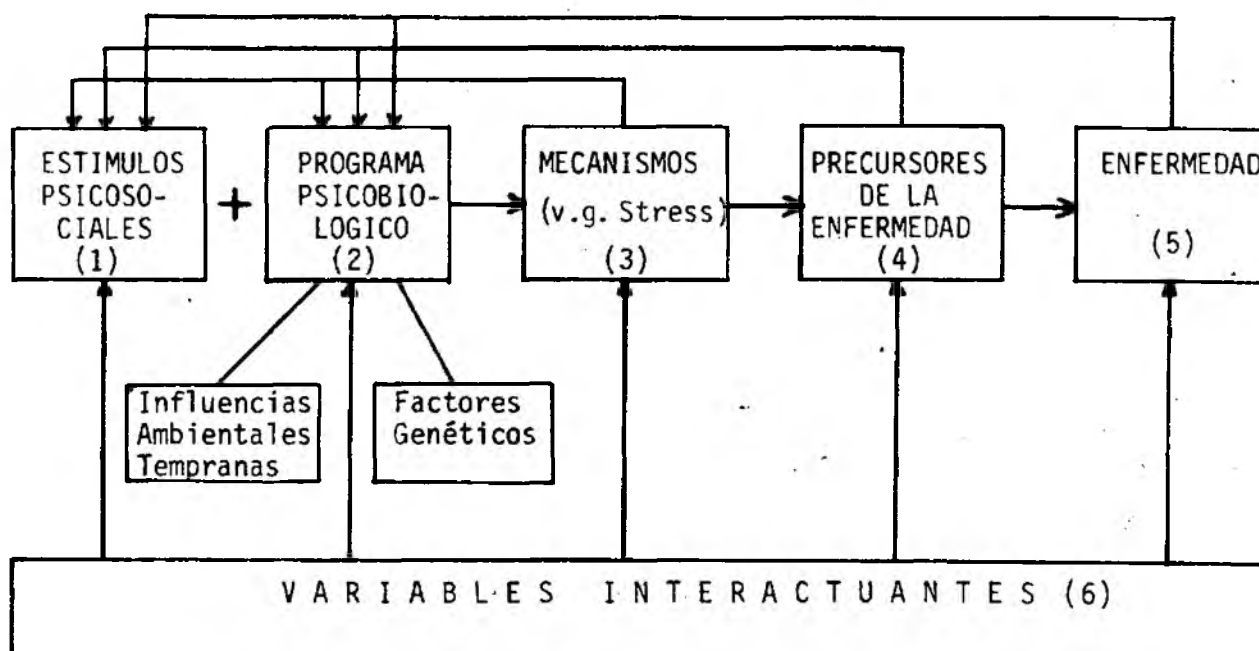 ESTIMULOS
PSICOSO-
CIALES
(1)
+
PROGRAMA
PSICOBIO-
LOGICO
(2)
MECANISMOS
(v.g. Stress)
(3)
PRECURSORES
DE LA
ENFERMEDAD
(4)
ENFERMEDAD
(5)
Influencias
Ambientales
Tempranas
Factores
Genéticos
VARIABLES INTERACTUANTES (6)